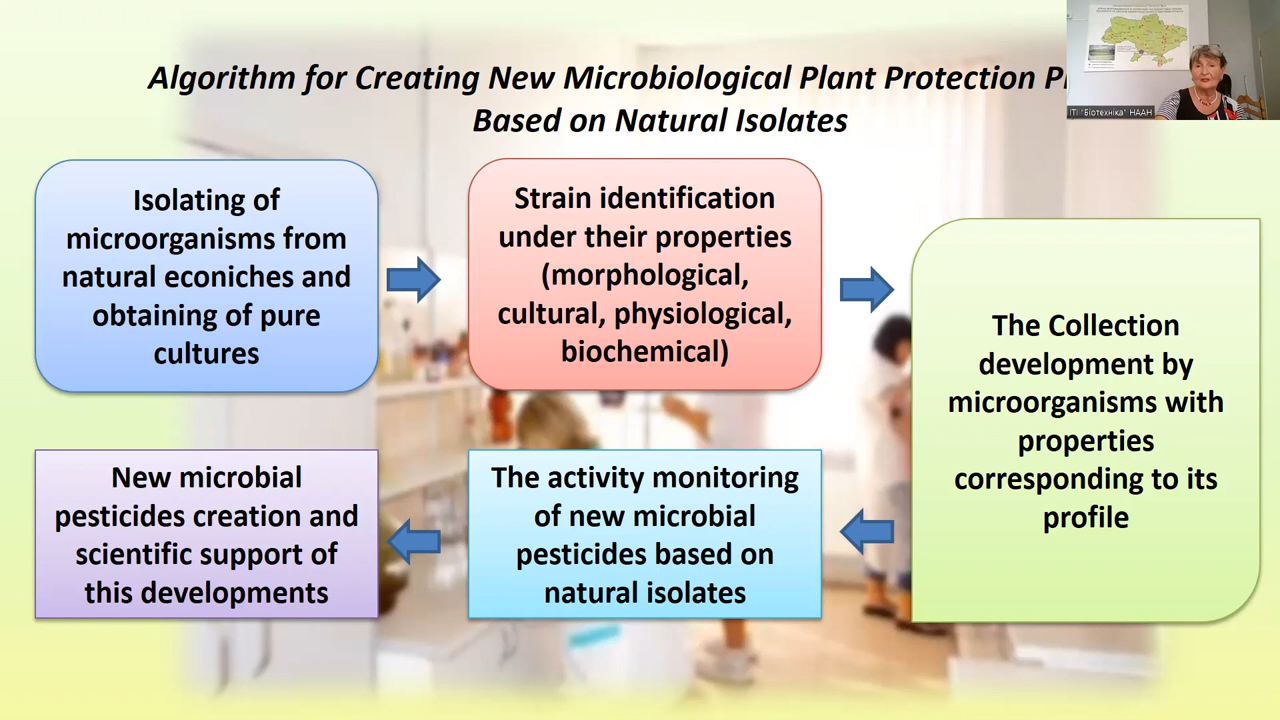 Algorithm for Creating New Microbiological Plant Protection
Based on Natural Isolates
ІТІ "Біотехніка" НААН
Isolating of
microorganisms from
natural econiches and
obtaining of pure
cultures
Strain identification
under their properties
(morphological,
cultural, physiological,
biochemical)
The Collection
development by
microorganisms with
properties
corresponding to its
profile
The activity monitoring
of new microbial
pesticides based on
natural isolates
New microbial
pesticides creation and
scientific support of
this developments